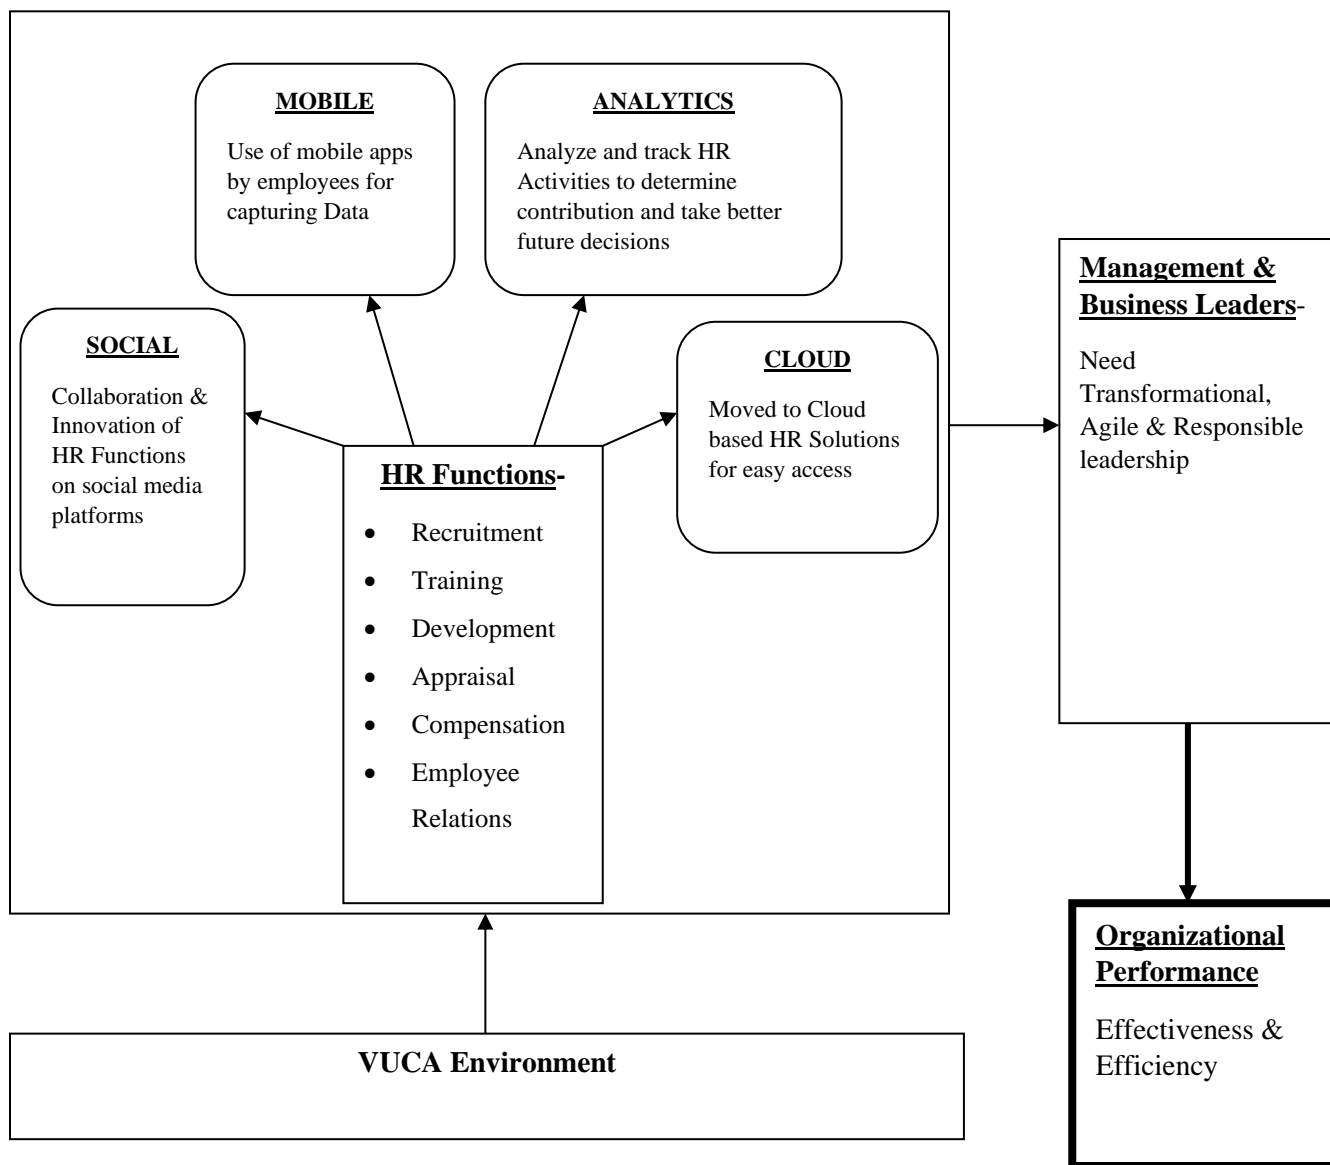 MOBILE
Use of mobile apps
by employees for
capturing Data
ANALYTICS
Analyze and track HR
Activities to determine
contribution and take better
future decisions
SOCIAL
Collaboration &
Innovation of
HR Functions
on social media
platforms
CLOUD
Moved to Cloud
based HR Solutions
for easy access
HR Functions-
• Recruitment
• Training
• Development
• Appraisal
• Compensation
• Employee
Relations
Management &
Business Leaders-
Need
Transformational,
Agile & Responsible
leadership
Organizational
Performance
Effectiveness &
Efficiency
VUCA Environment